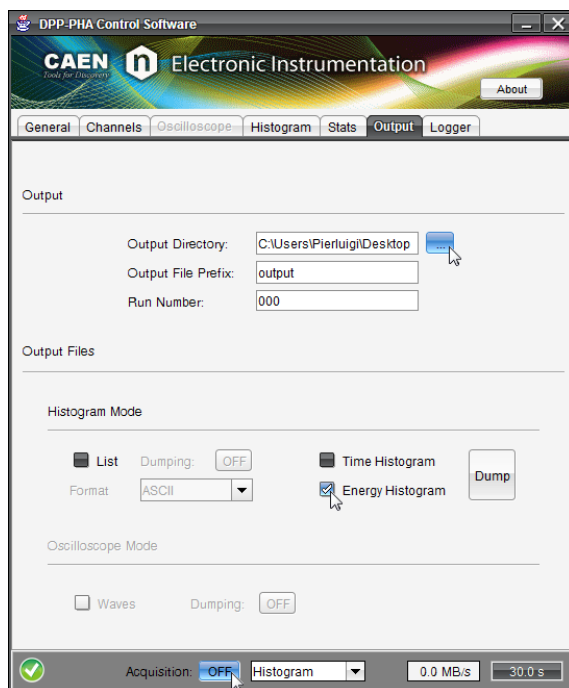 DPP-PHA Control Software
CAEN n Electronic Instrumentation
Tools for Discovery
About
General Channels Oscilloscope Histogram Stats Output Logger
Output
Output Directory: C:\Users\Pierluigi\Desktop ...
Output File Prefix: output
Run Number: 000
Output Files
Histogram Mode
List Dumping: OFF Time Histogram
Format ASCII Energy Histogram Dump
Oscilloscope Mode
Waves Dumping: OFF
Acquisition: OFF Histogram 0.0 MB/s 30.0 s